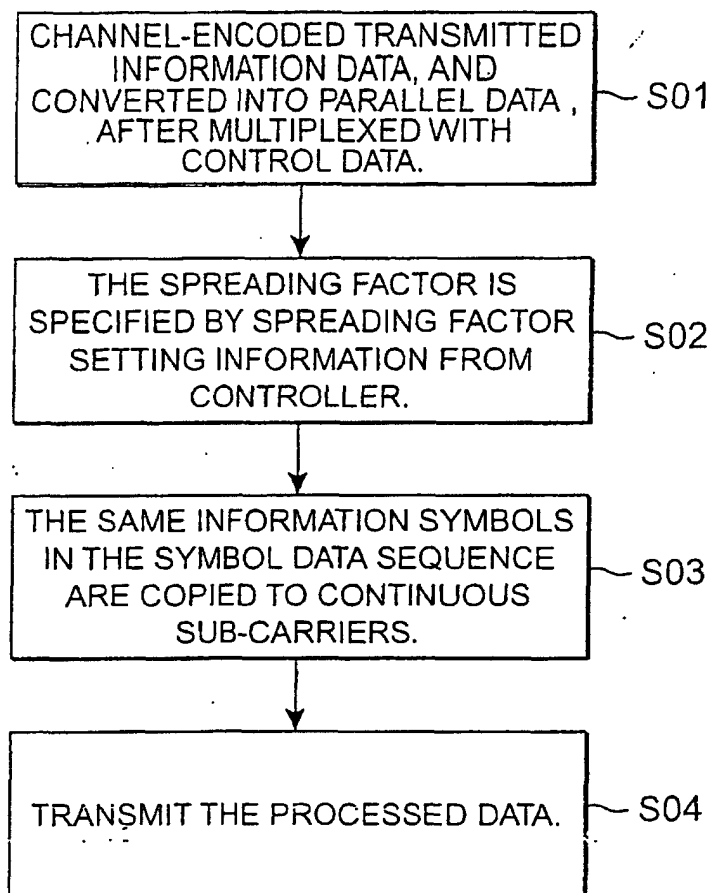 CHANNEL-ENCODED TRANSMITTED
INFORMATION DATA, AND
CONVERTED INTO PARALLEL DATA ,
AFTER MULTIPLEXED WITH
CONTROL DATA.
S01
THE SPREADING FACTOR IS
SPECIFIED BY SPREADING FACTOR
SETTING INFORMATION FROM
CONTROLLER.
S02
THE SAME INFORMATION SYMBOLS
IN THE SYMBOL DATA SEQUENCE
ARE COPIED TO CONTINUOUS
SUB-CARRIERS.
S03
TRANSMIT THE PROCESSED DATA.
S04